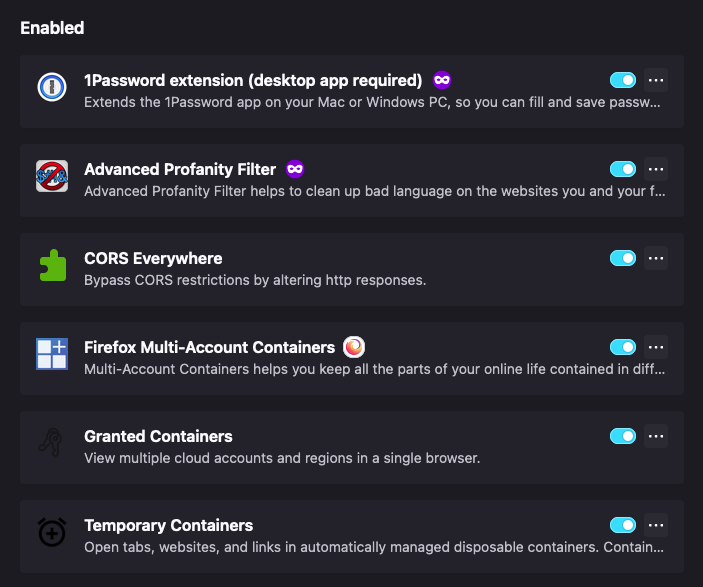 Enabled
1Password extension (desktop app required)
Extends the 1Password app on your Mac or Windows PC, so you can fill and save passw...
Advanced Profanity Filter
Advanced Profanity Filter helps to clean up bad language on the websites you and your f...
CORS Everywhere
Bypass CORS restrictions by altering http responses.
Firefox Multi-Account Containers
Multi-Account Containers helps you keep all the parts of your online life contained in diff...
Granted Containers
View multiple cloud accounts and regions in a single browser.
Temporary Containers
Open tabs, websites, and links in automatically managed disposable containers. Contain...